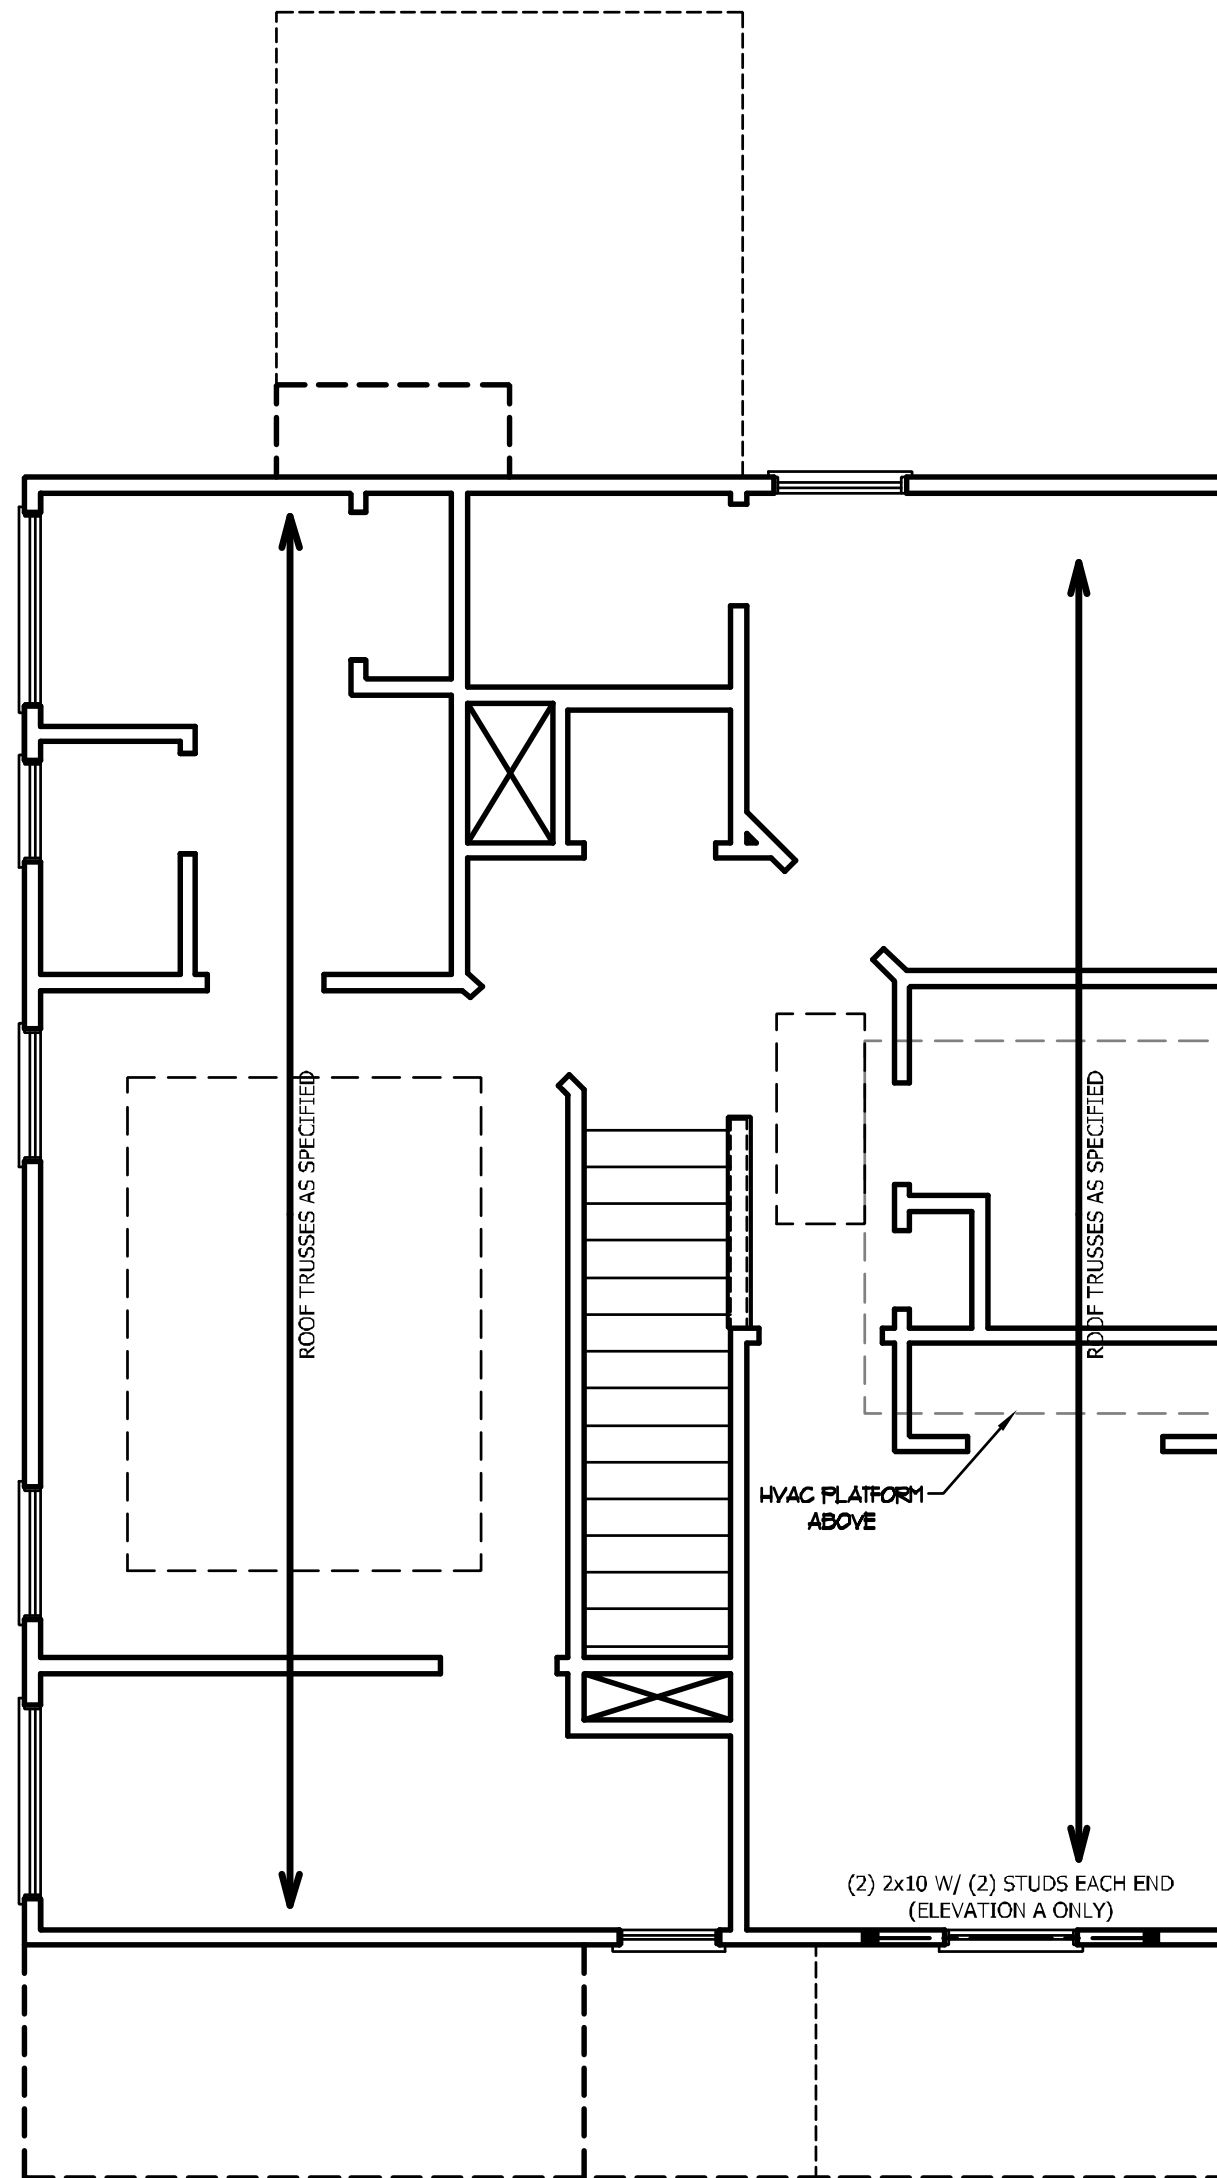 ROOF TRUSSES AS SPECIFIED
ROOF TRUSSES AS SPECIFIED
HVAC PLATFORM
ABOVE
(2) 2x10 W/ (2) STUDS EACH END
(ELEVATION A ONLY)